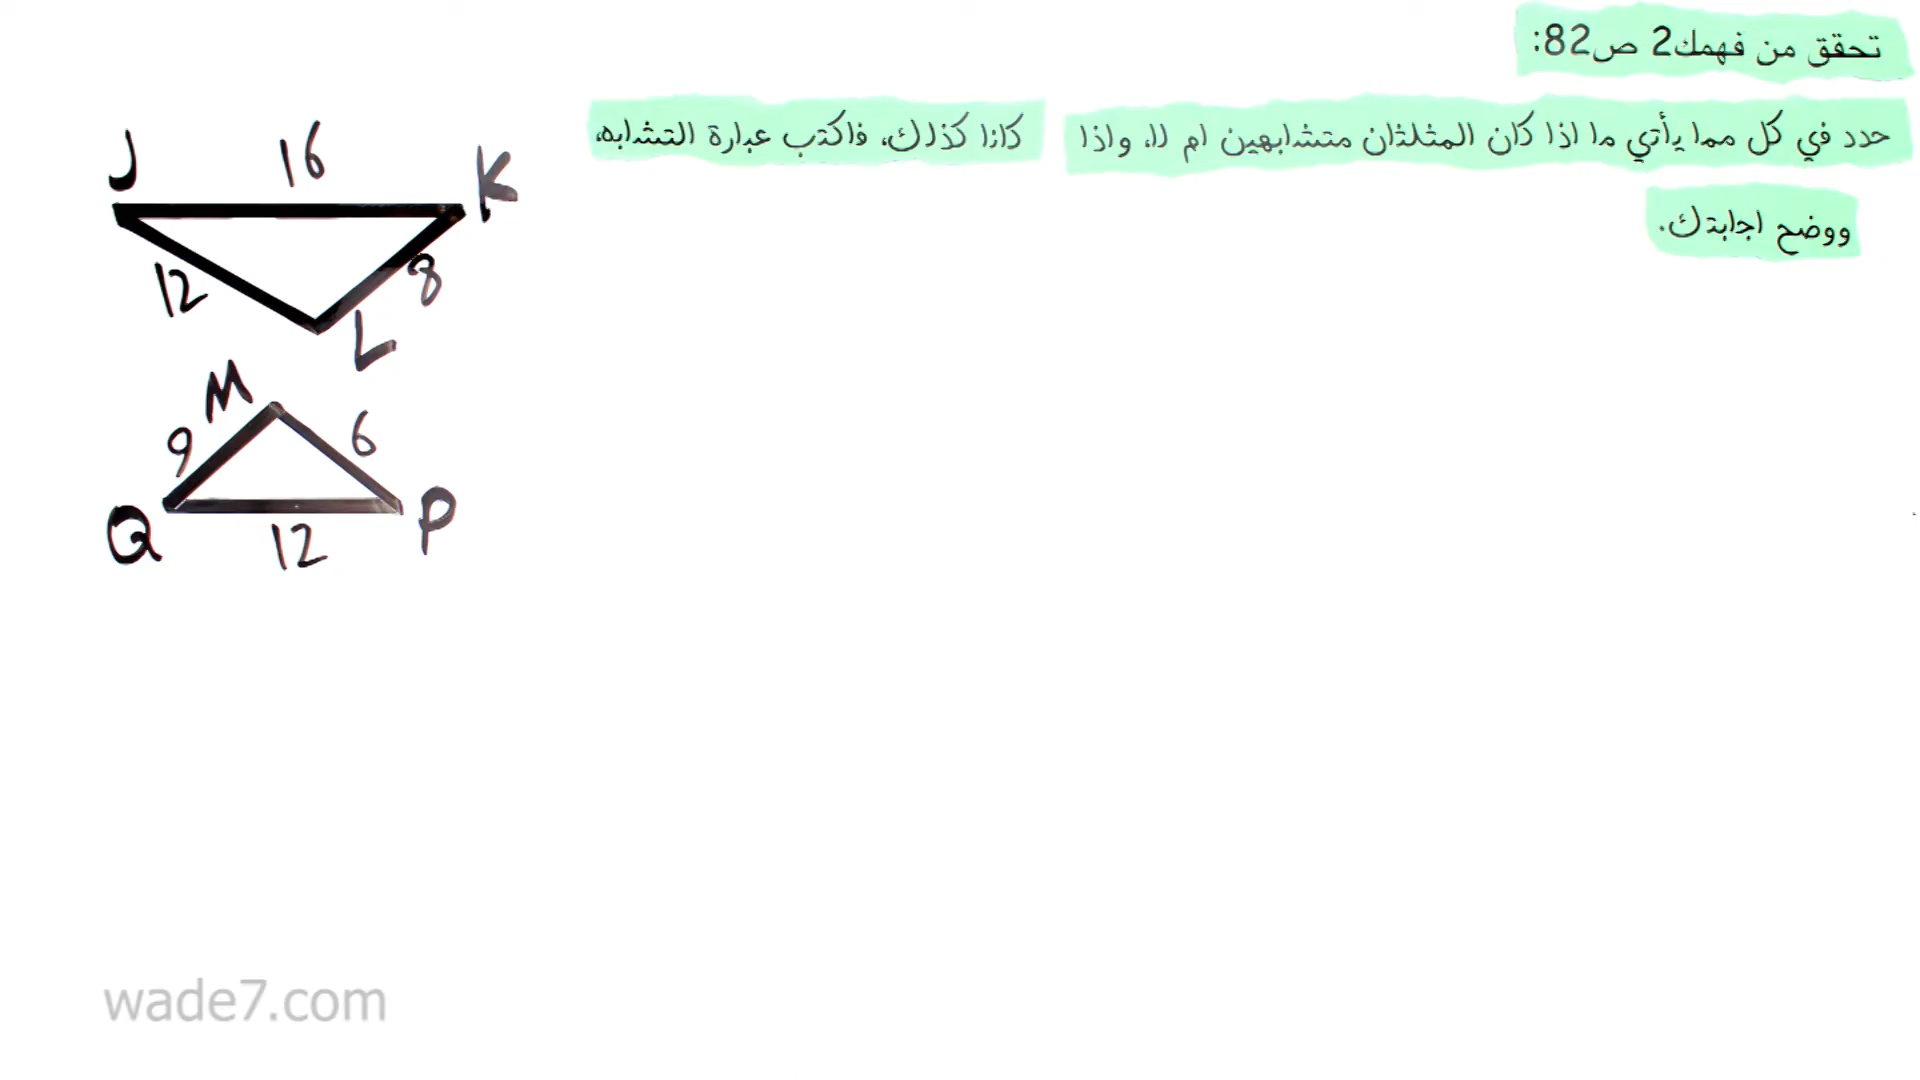 تحقق من فهمك2 ص82:
حدد في كل مما يأتي ما اذا كان المثلثان متشابهين ام لا، واذا كانا كذلك، فاكتب عبارة التشابه،
ووضح اجابتك.
J 16 K
12 8
L
M
9 6
Q 12 P
wade7.com